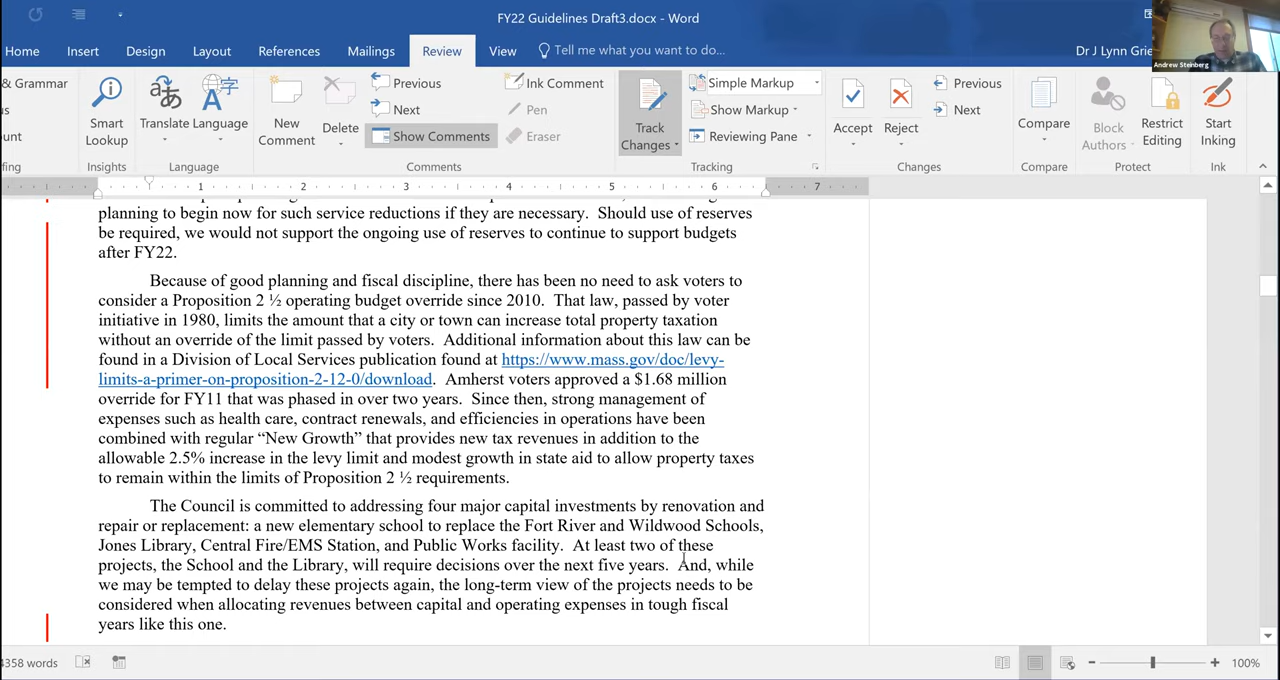 FY22 Guidelines Draft3.docx - Word
Home Insert Design Layout References Mailings Review View Tell me what you want to do...
Dr J Lynn Grie
Andrew Steinberg
& Grammar
Smart Lookup
Insights
Translate Language
Language
New Comment
Delete
Previous
Next
Show Comments
Ink Comment
Pen
Eraser
Comments
Track Changes
Simple Markup
Show Markup
Reviewing Pane
Tracking
Accept
Reject
Previous
Next
Changes
Compare
Compare
Block Authors
Restrict Editing
Protect
Start Inking
Ink
1 2 3 4 5 6 7
planning to begin now for such service reductions if they are necessary. Should use of reserves
be required, we would not support the ongoing use of reserves to continue to support budgets
after FY22.
Because of good planning and fiscal discipline, there has been no need to ask voters to
consider a Proposition 2 ½ operating budget override since 2010. That law, passed by voter
initiative in 1980, limits the amount that a city or town can increase total property taxation
without an override of the limit passed by voters. Additional information about this law can be
found in a Division of Local Services publication found at https://www.mass.gov/doc/levy-
limits-a-primer-on-proposition-2-12-0/download. Amherst voters approved a $1.68 million
override for FY11 that was phased in over two years. Since then, strong management of
expenses such as health care, contract renewals, and efficiencies in operations have been
combined with regular “New Growth” that provides new tax revenues in addition to the
allowable 2.5% increase in the levy limit and modest growth in state aid to allow property taxes
to remain within the limits of Proposition 2 ½ requirements.
The Council is committed to addressing four major capital investments by renovation and
repair or replacement: a new elementary school to replace the Fort River and Wildwood Schools,
Jones Library, Central Fire/EMS Station, and Public Works facility. At least two of these
projects, the School and the Library, will require decisions over the next five years. And, while
we may be tempted to delay these projects again, the long-term view of the projects needs to be
considered when allocating revenues between capital and operating expenses in tough fiscal
years like this one.
4358 words
100%